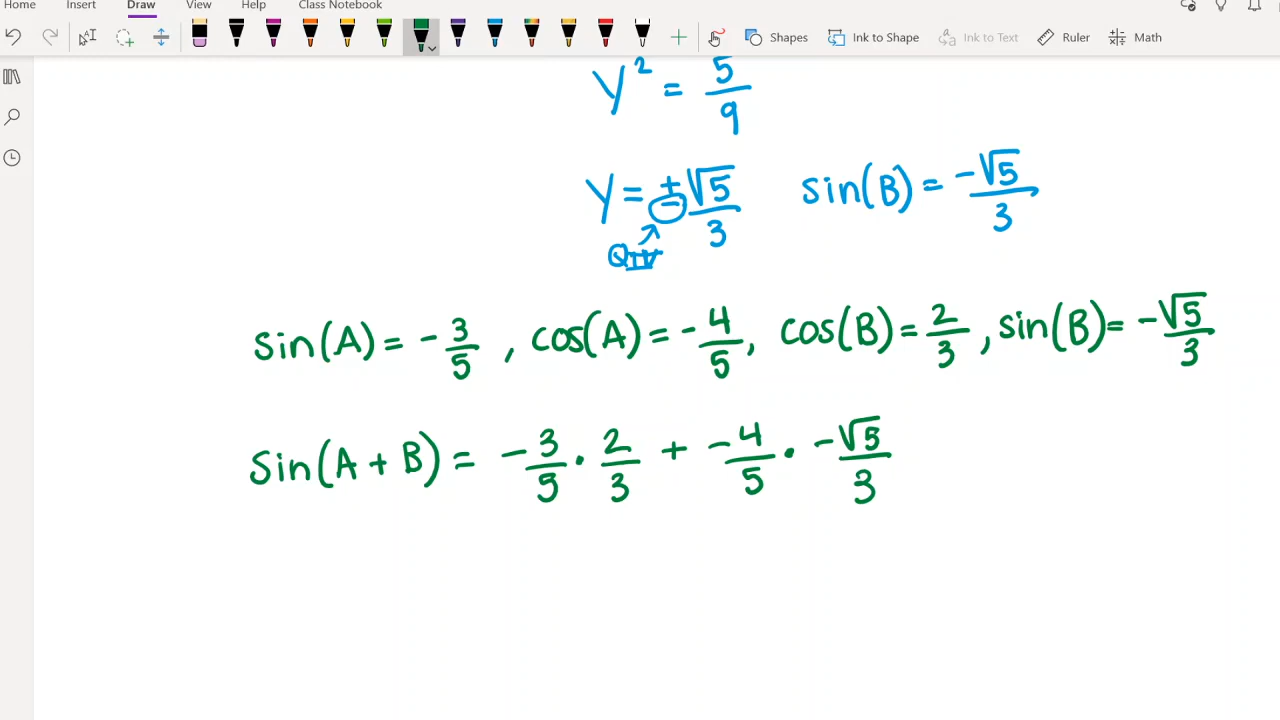 Home Insert Draw View Help Class Notebook
Shapes Ink to Shape Ink to Text Ruler Math
y² = 5/9
y = ±√5/3 sin(B) = -√5/3
QIV
sin(A) = -3/5, cos(A) = -4/5, cos(B) = 2/3, sin(B) = -√5/3
sin(A + B) = -3/5 · 2/3 + -4/5 · -√5/3